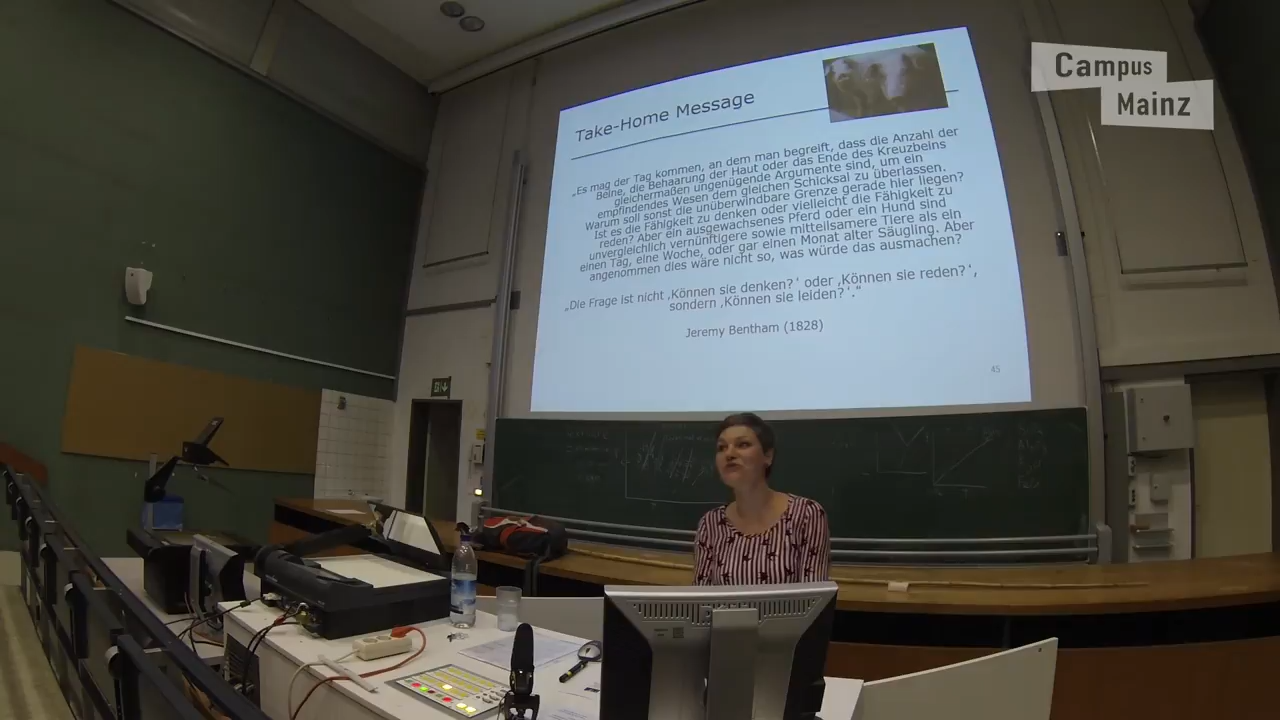 Campus
Mainz
Take-Home Message
„Es mag der Tag kommen, an dem man begreift, dass die Anzahl der
Beine, die Behaarung der Haut oder das Ende des Kreuzbeins
gleichermaßen ungenügende Argumente sind, um ein
empfindendes Wesen dem gleichen Schicksal zu überlassen.
Warum soll sonst die unüberwindbare Grenze gerade hier liegen?
Ist es die Fähigkeit zu denken oder vielleicht die Fähigkeit zu
reden? Aber ein ausgewachsenes Pferd oder ein Hund sind
unvergleichlich vernünftigere sowie mitteilsamere Tiere als ein
einen Tag, eine Woche, oder gar einen Monat alter Säugling. Aber
angenommen dies wäre nicht so, was würde das ausmachen?
„Die Frage ist nicht ‚Können sie denken?‘ oder ‚Können sie reden?‘,
sondern ‚Können sie leiden?‘.“
Jeremy Bentham (1828)
45